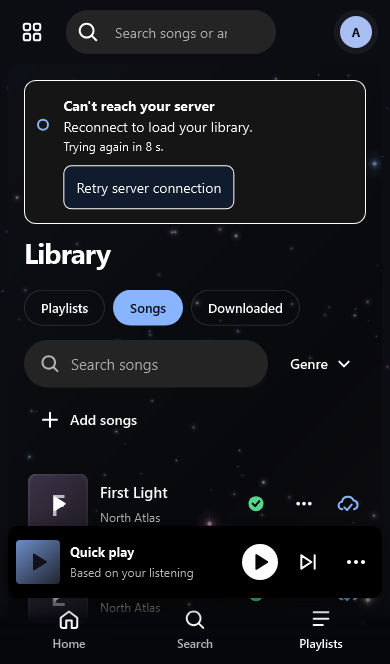 Search songs or ar
A
Can't reach your server
Reconnect to load your library.
Trying again in 8 s.
Retry server connection
Library
Playlists
Songs
Downloaded
Search songs
Genre
Add songs
F
First Light
North Atlas
Quick play
Based on your listening
North Atlas
Home
Search
Playlists